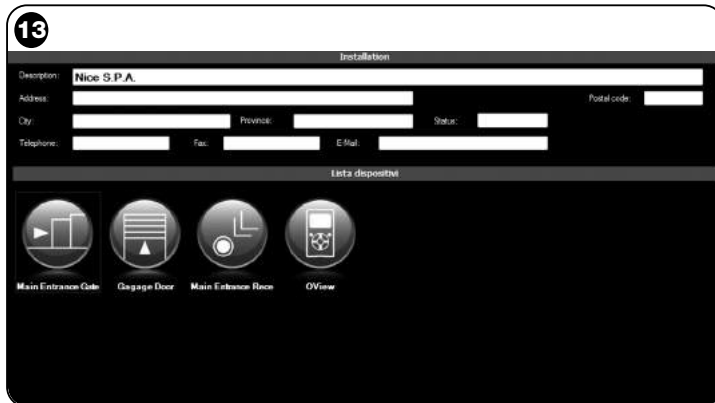 13
Installation
Description: Nice S.P.A.
Address: Postal code:
City: Province: Status:
Telephone: Fax: E-Mail:
Lista dispositivi
Main Entrance Gate Gagage Door Main Entrance Rece OView